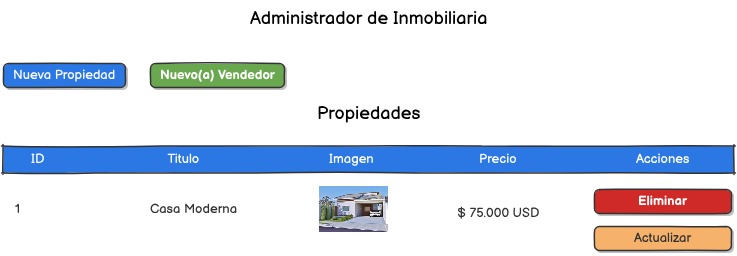 Administrador de Inmobiliaria
Nueva Propiedad Nuevo(a) Vendedor
Propiedades
ID Titulo Imagen Precio Acciones
1 Casa Moderna $ 75.000 USD Eliminar
Actualizar